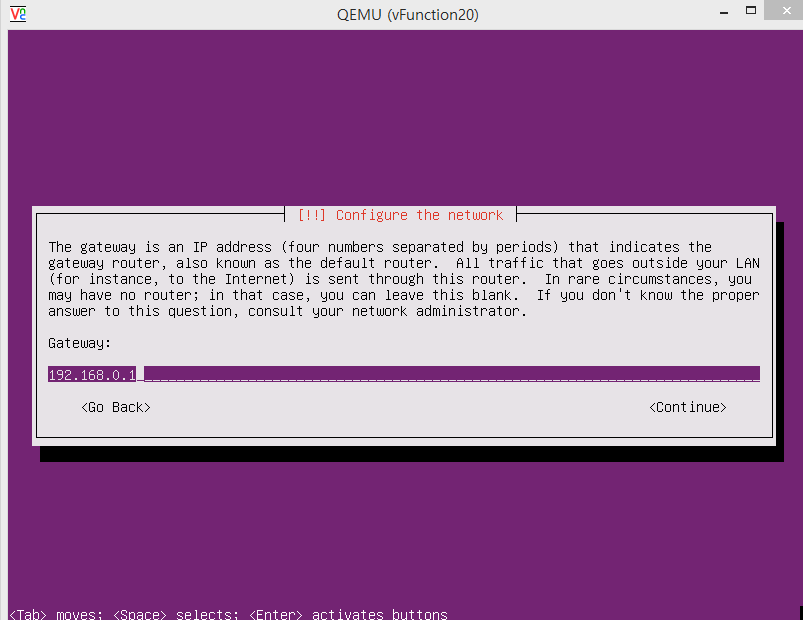 QEMU (vFunction20)
[!!] Configure the network
The gateway is an IP address (four numbers separated by periods) that indicates the
gateway router, also known as the default router.  All traffic that goes outside your LAN
(for instance, to the Internet) is sent through this router.  In rare circumstances, you
may have no router; in that case, you can leave this blank.  If you don't know the proper
answer to this question, consult your network administrator.
Gateway:
192.168.0.1
<Go Back> <Continue>
<Tab> moves; <Space> selects; <Enter> activates buttons